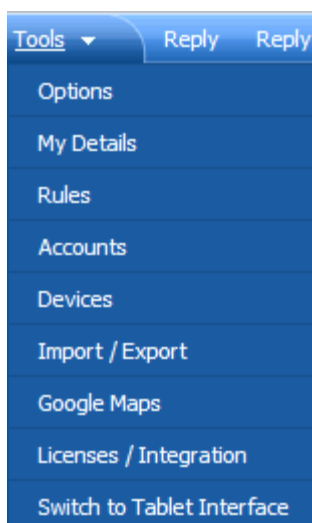 Tools Reply Reply
Options
My Details
Rules
Accounts
Devices
Import / Export
Google Maps
Licenses / Integration
Switch to Tablet Interface